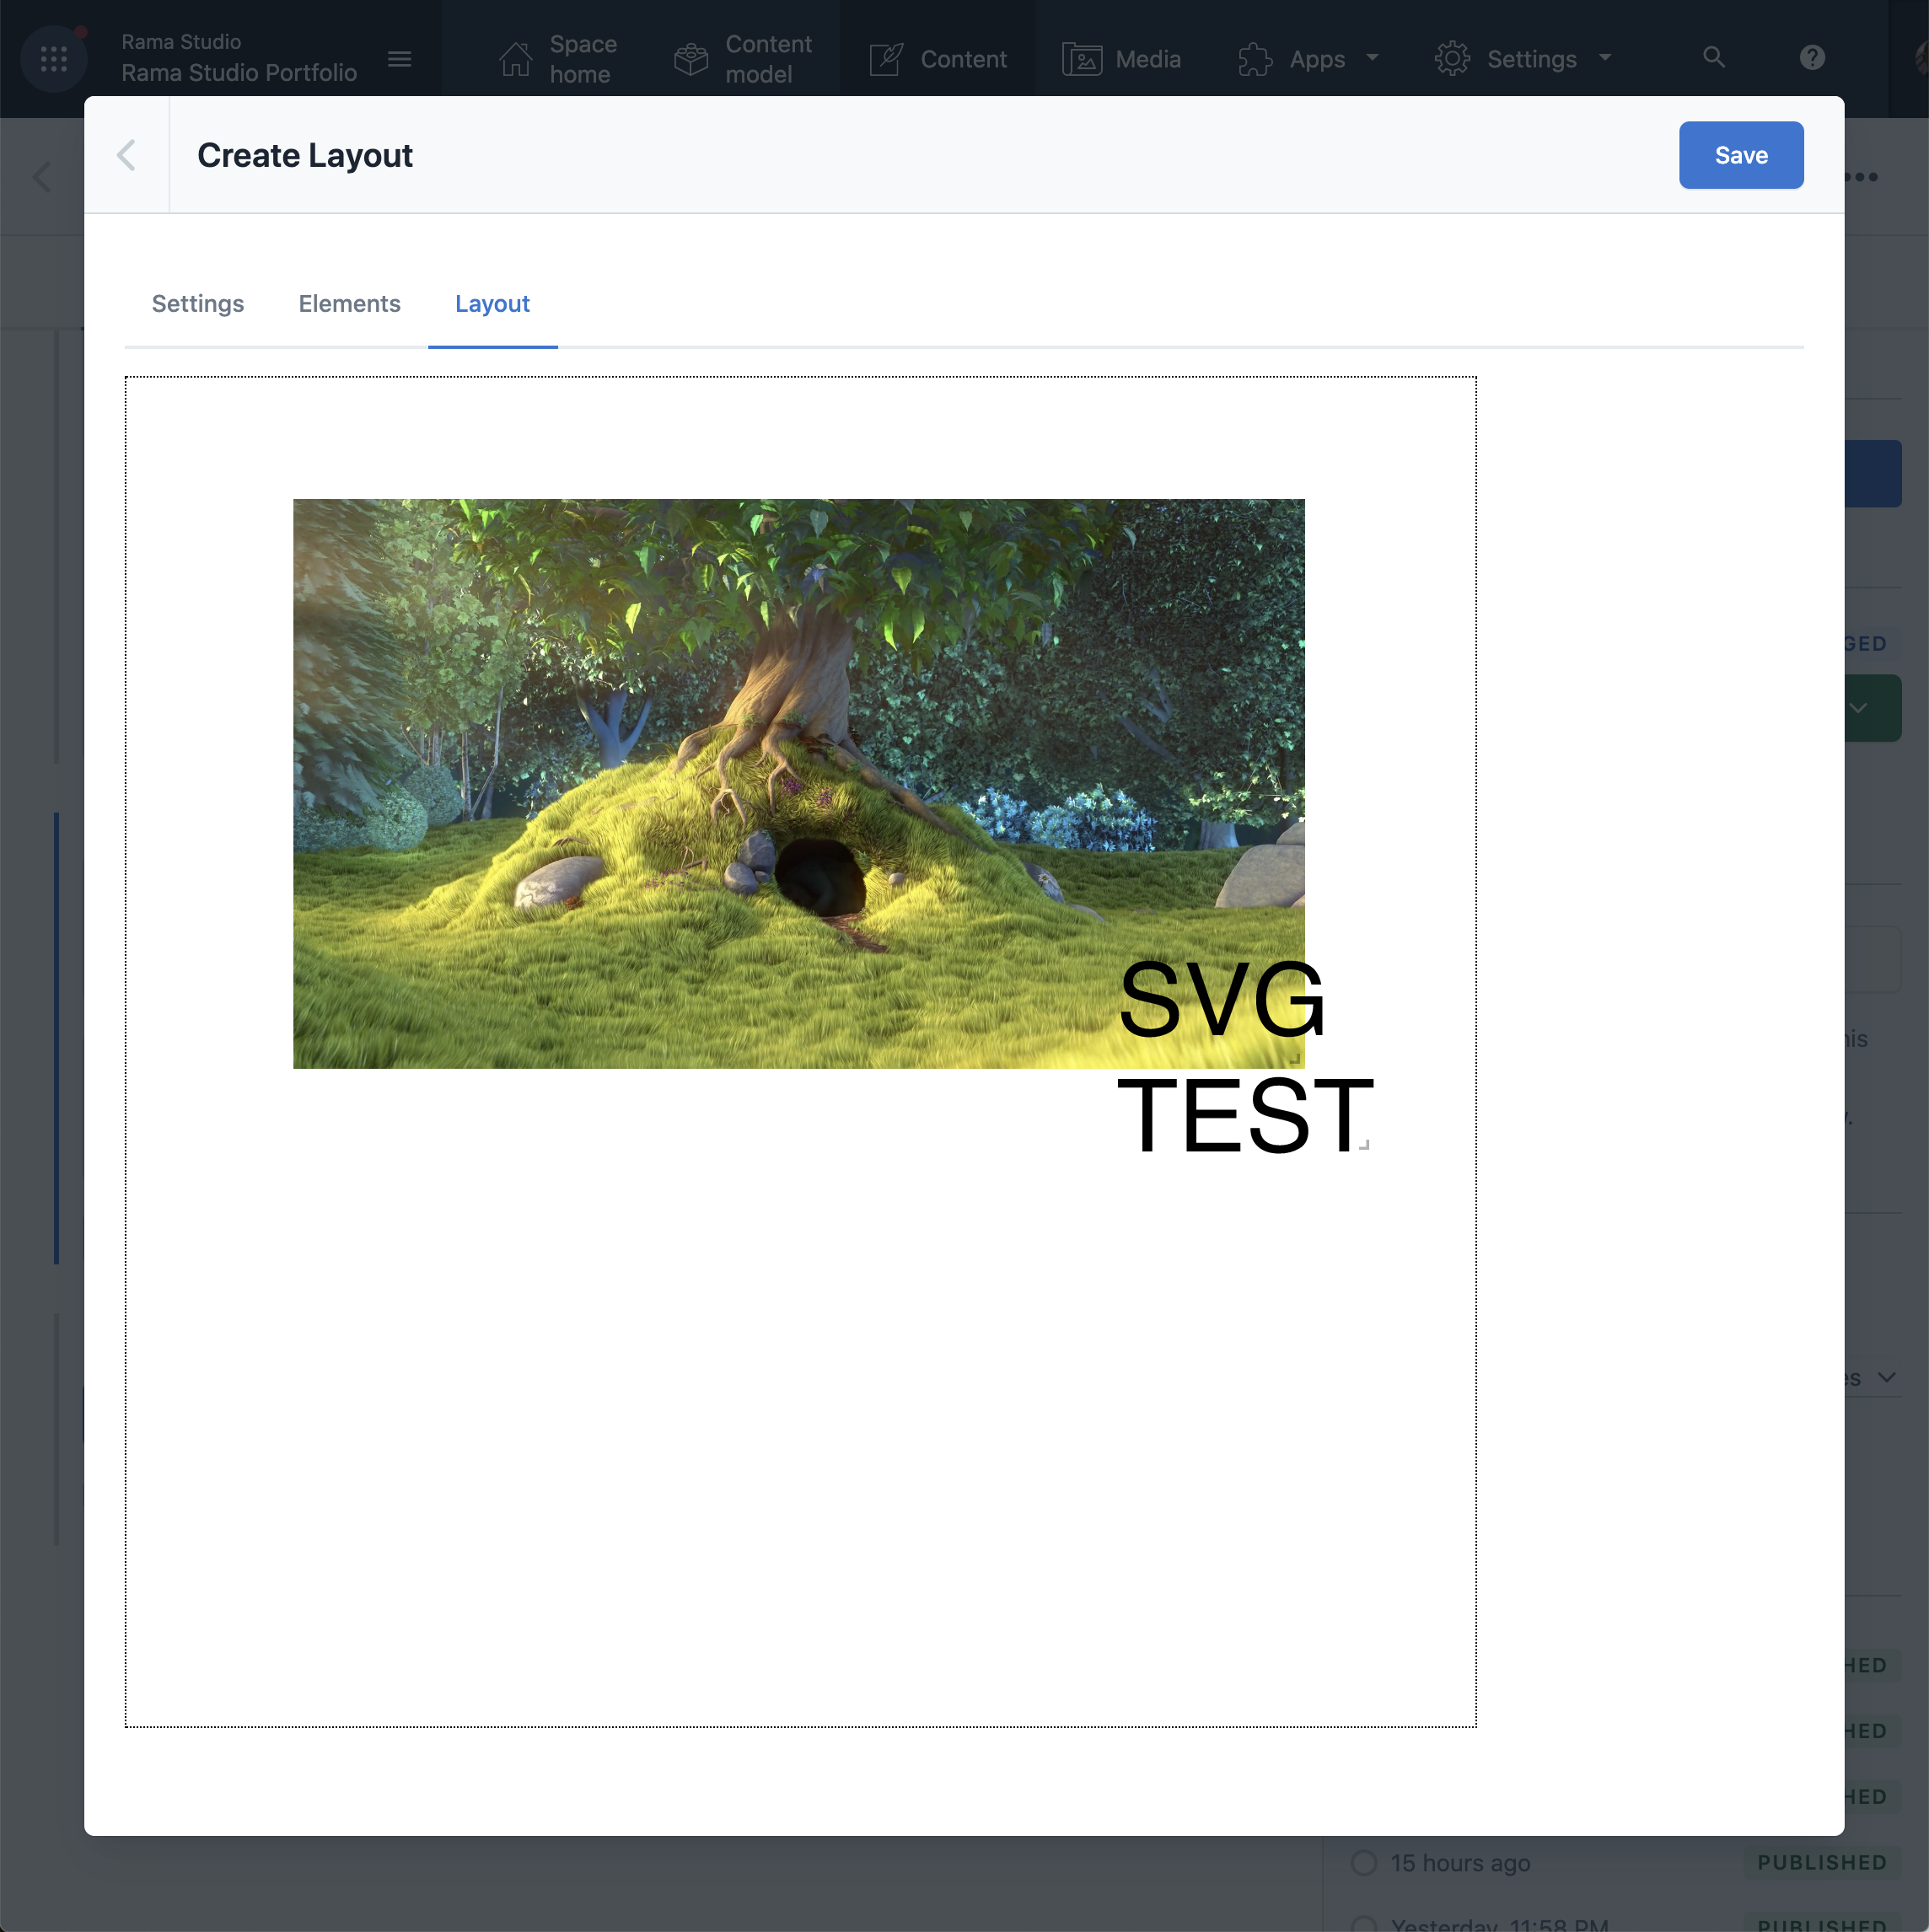 Rama Studio
Rama Studio Portfolio
Space home
Content model
Content
Media
Apps
Settings
Create Layout
Save
Settings
Elements
Layout
SVG
TEST
GED
his
es
HED
HED
HED
15 hours ago
PUBLISHED
Yesterday, 11:58 PM
PUBLISHED